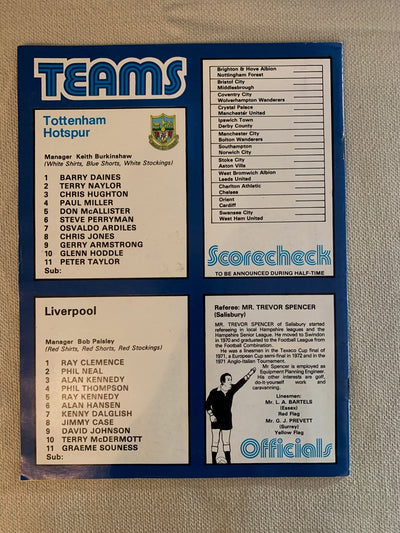 TEAMS
Tottenham
Hotspur
Manager Keith Burkinshaw
(White Shirts, Blue Shorts, White Stockings)
1 BARRY DAINES
2 TERRY NAYLOR
3 CHRIS HUGHTON
4 PAUL MILLER
5 DON McALLISTER
6 STEVE PERRYMAN
7 OSVALDO ARDILES
8 CHRIS JONES
9 GERRY ARMSTRONG
10 GLENN HODDLE
11 PETER TAYLOR
Sub:
Brighton & Hove Albion
Nottingham Forest
Bristol City
Middlesbrough
Coventry City
Wolverhampton Wanderers
Crystal Palace
Manchester United
Ipswich Town
Derby County
Manchester City
Bolton Wanderers
Southampton
Norwich City
Stoke City
Aston Villa
West Bromwich Albion
Leeds United
Charlton Athletic
Chelsea
Orient
Cardiff
Swansea City
West Ham United
Scorecheck
TO BE ANNOUNCED DURING HALF-TIME
Liverpool
Manager Bob Paisley
(Red Shirts, Red Shorts, Red Stockings)
1 RAY CLEMENCE
2 PHIL NEAL
3 ALAN KENNEDY
4 PHIL THOMPSON
5 RAY KENNEDY
6 ALAN HANSEN
7 KENNY DALGLISH
8 JIMMY CASE
9 DAVID JOHNSON
10 TERRY McDERMOTT
11 GRAEME SOUNESS
Sub:
Referee: MR. TREVOR SPENCER
(Salisbury)
MR. TREVOR SPENCER of Salisbury started
refereeing in local Hampshire leagues and the
Hampshire Senior League. He moved to Swindon
in 1970 and graduated to the Football League from
the Football Combination.
He was a linesmen in the Texaco Cup final of
1971, a European Cup semi-final in 1972 and in the
1971 Anglo-Italian Tournament.
Mr Spencer is employed as
Equipment Planning Engineer.
His other interests are golf,
do-it-yourself work and
caravanning.
Linesmen:
Mr. L. A. BARTELS
(Essex)
Red Flag
Mr. G. J. PREVETT
(Surrey)
Yellow Flag
Officials